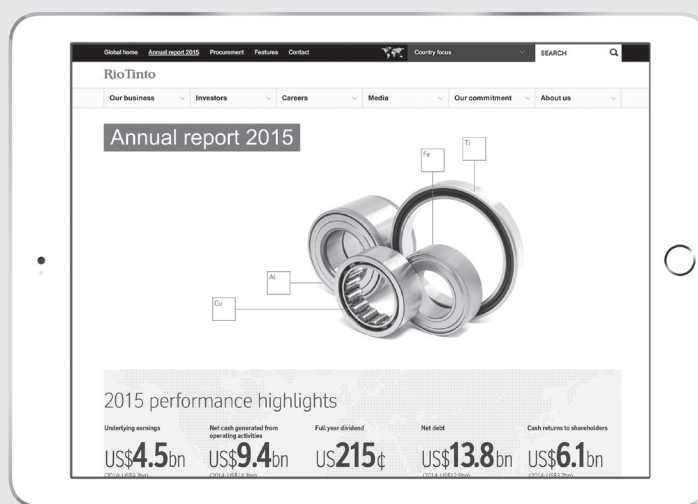 Global home Annual report 2015 Procurement Features Contact Country focus SEARCH
RioTinto
Our business Investors Careers Media Our commitment About us
Annual report 2015
Ti
Fe
Al
Cu
2015 performance highlights
Underlying earnings Net cash generated from operating activities Full year dividend Net debt Cash returns to shareholders
US$4.5bn US$9.4bn US215¢ US$13.8bn US$6.1bn